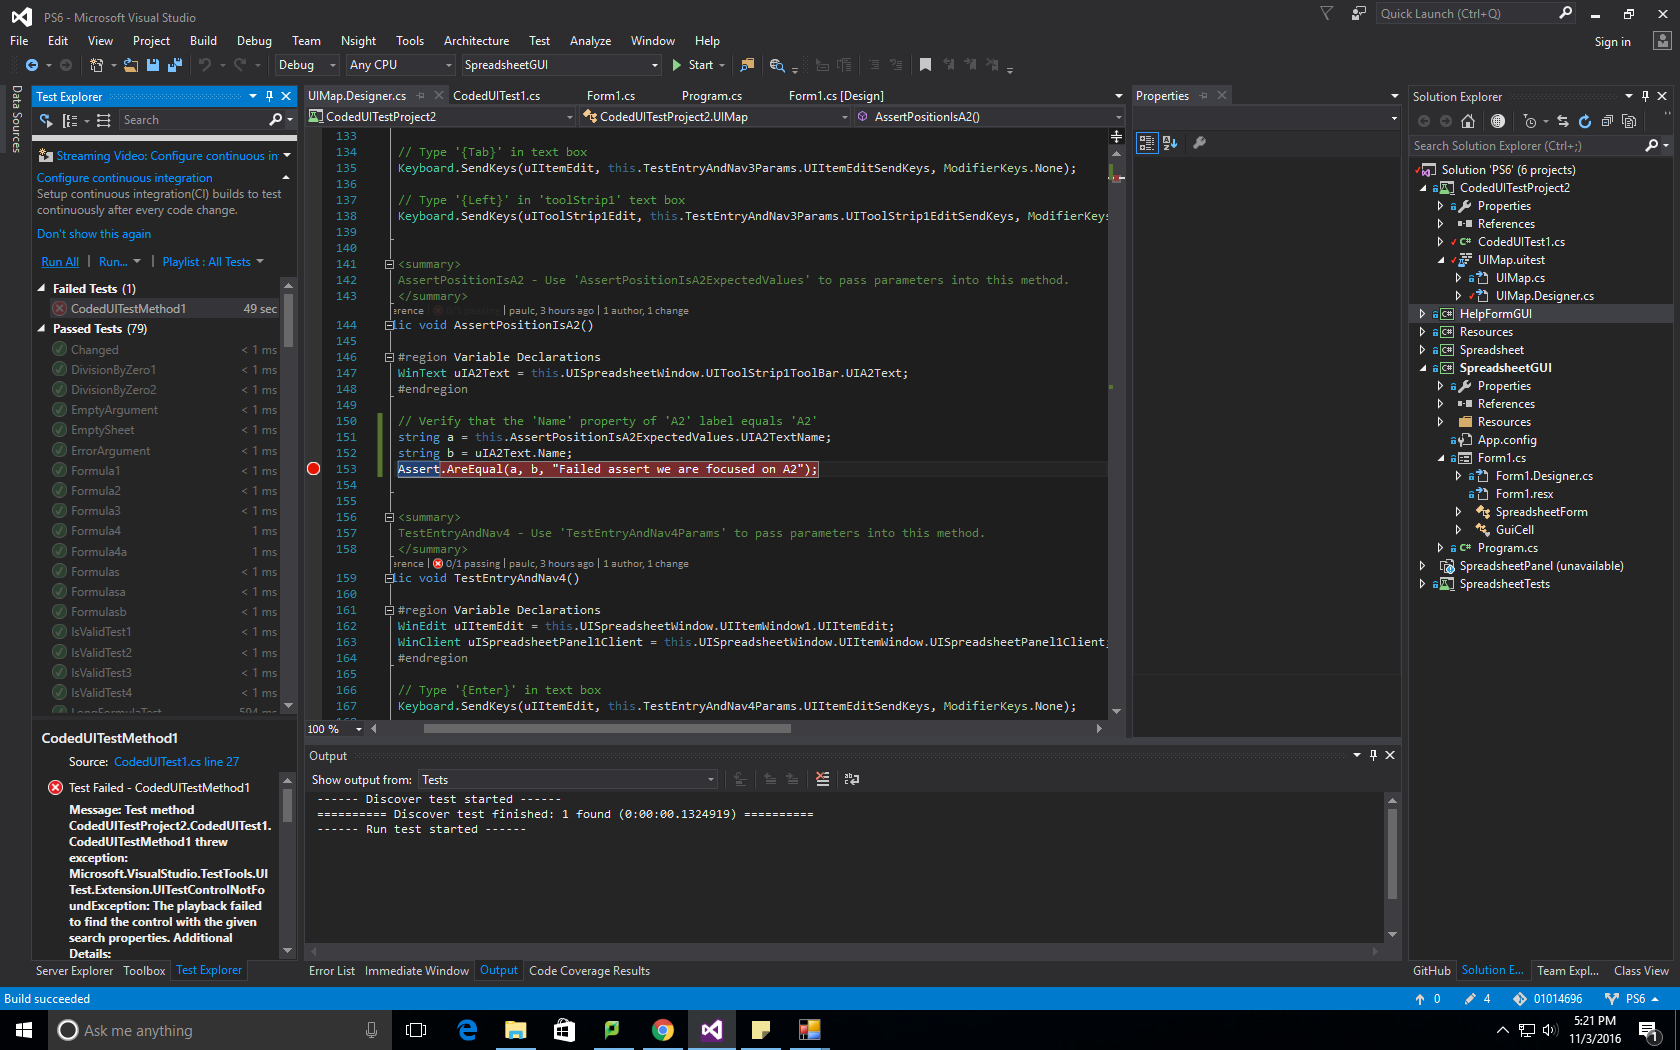 PS6 - Microsoft Visual Studio
Quick Launch (Ctrl+Q)
File Edit View Project Build Debug Team Nsight Tools Architecture Test Analyze Window Help
Sign in
Debug Any CPU SpreadsheetGUI Start
Data Sources
Test Explorer
Search
Streaming Video: Configure continuous in
Configure continuous integration
Setup continuous integration(CI) builds to test
continuously after every code change.
Don't show this again
Run All | Run... | Playlist : All Tests
Failed Tests (1)
CodedUITestMethod1 49 sec
Passed Tests (79)
Changed < 1 ms
DivisionByZero1 < 1 ms
DivisionByZero2 < 1 ms
EmptyArgument < 1 ms
EmptySheet < 1 ms
ErrorArgument < 1 ms
Formula1 < 1 ms
Formula2 < 1 ms
Formula3 < 1 ms
Formula4 1 ms
Formula4a < 1 ms
Formulas < 1 ms
Formulasa < 1 ms
Formulasb < 1 ms
IsValidTest1 < 1 ms
IsValidTest2 < 1 ms
IsValidTest3 < 1 ms
IsValidTest4 < 1 ms
LongFormulaTest 594 ms
CodedUITestMethod1
Source: CodedUITest1.cs line 27
Test Failed - CodedUITestMethod1
Message: Test method
CodedUITestProject2.CodedUITest1.
CodedUITestMethod1 threw
exception:
Microsoft.VisualStudio.TestTools.UI
Test.Extension.UITestControlNotFo
undException: The playback failed
to find the control with the given
search properties. Additional
Details:
Server Explorer Toolbox Test Explorer
UIMap.Designer.cs CodedUITest1.cs Form1.cs Program.cs Form1.cs [Design]
CodedUITestProject2 CodedUITestProject2.UIMap AssertPositionIsA2()
133
134 // Type '{Tab}' in text box
135 Keyboard.SendKeys(uIItemEdit, this.TestEntryAndNav3Params.UIItemEditSendKeys, ModifierKeys.None);
136
137 // Type '{Left}' in 'toolStrip1' text box
138 Keyboard.SendKeys(uIToolStrip1Edit, this.TestEntryAndNav3Params.UIToolStrip1EditSendKeys, ModifierKeys
139
140
141 <summary>
142 AssertPositionIsA2 - Use 'AssertPositionIsA2ExpectedValues' to pass parameters into this method.
143 </summary>
erence | 0/1 passing | paulc, 3 hours ago | 1 author, 1 change
144 lic void AssertPositionIsA2()
145
146 #region Variable Declarations
147 WinText uIA2Text = this.UISpreadsheetWindow.UIToolStrip1ToolBar.UIA2Text;
148 #endregion
149
150 // Verify that the 'Name' property of 'A2' label equals 'A2'
151 string a = this.AssertPositionIsA2ExpectedValues.UIA2TextName;
152 string b = uIA2Text.Name;
153 Assert.AreEqual(a, b, "Failed assert we are focused on A2");
154
155
156 <summary>
157 TestEntryAndNav4 - Use 'TestEntryAndNav4Params' to pass parameters into this method.
158 </summary>
erence | 0/1 passing | paulc, 3 hours ago | 1 author, 1 change
159 lic void TestEntryAndNav4()
160
161 #region Variable Declarations
162 WinEdit uIItemEdit = this.UISpreadsheetWindow.UIItemWindow1.UIItemEdit;
163 WinClient uISpreadsheetPanel1Client = this.UISpreadsheetWindow.UIItemWindow.UISpreadsheetPanel1Client;
164 #endregion
165
166 // Type '{Enter}' in text box
167 Keyboard.SendKeys(uIItemEdit, this.TestEntryAndNav4Params.UIItemEditSendKeys, ModifierKeys.None);
168
100 %
Output
Show output from: Tests
------ Discover test started ------
========== Discover test finished: 1 found (0:00:00.1324919) ==========
------ Run test started ------
Error List Immediate Window Output Code Coverage Results
Properties
Solution Explorer
Search Solution Explorer (Ctrl+;)
Solution 'PS6' (6 projects)
CodedUITestProject2
Properties
References
CodedUITest1.cs
UIMap.uitest
UIMap.cs
UIMap.Designer.cs
HelpFormGUI
Resources
Spreadsheet
SpreadsheetGUI
Properties
References
Resources
App.config
Form1.cs
Form1.Designer.cs
Form1.resx
SpreadsheetForm
GuiCell
Program.cs
SpreadsheetPanel (unavailable)
SpreadsheetTests
GitHub Solution E... Team Expl... Class View
Build succeeded
0 4 01014696 PS6
Ask me anything
5:21 PM
11/3/2016
1